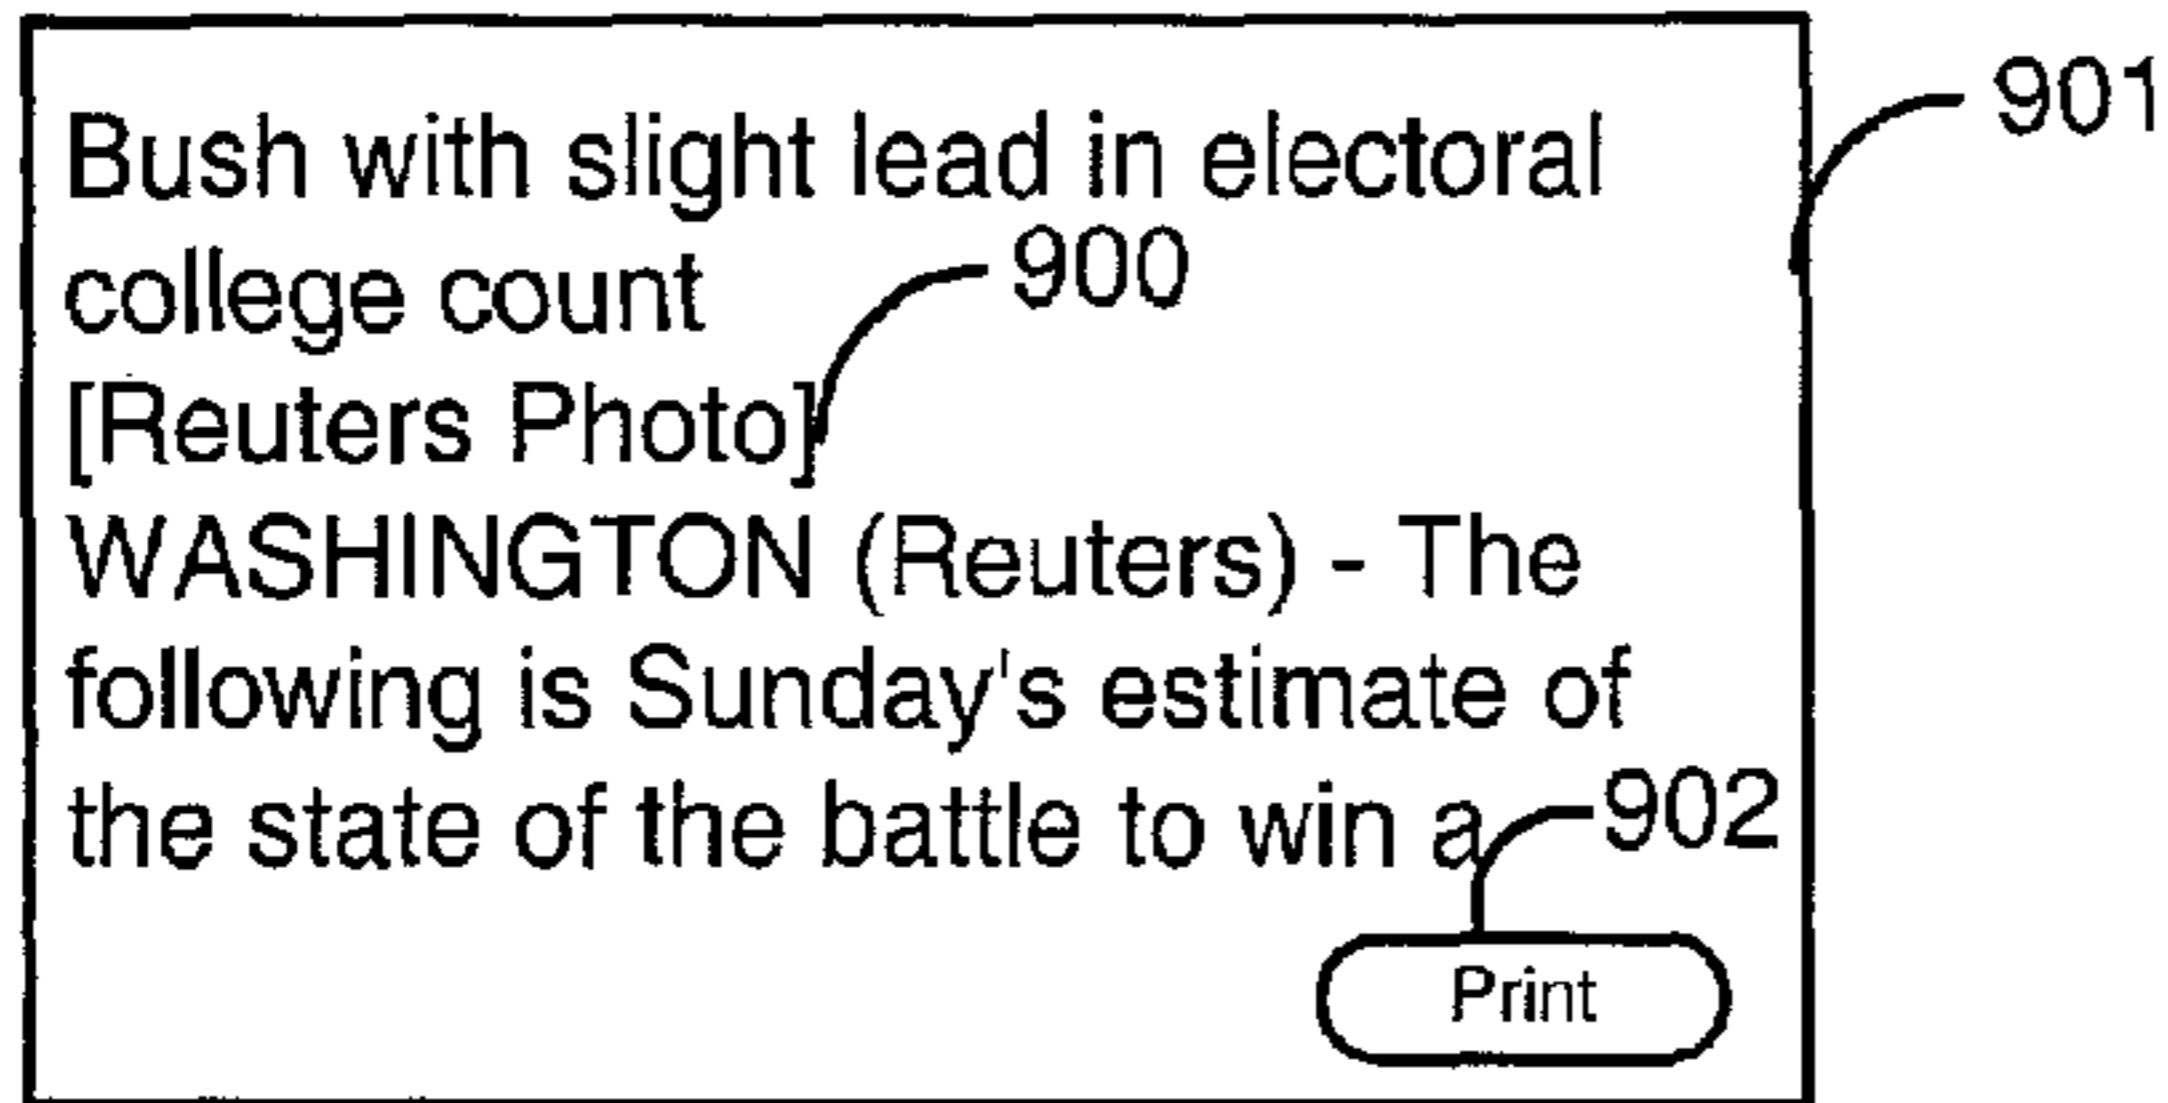 901
Bush with slight lead in electoral
college count
900
[Reuters Photo]
WASHINGTON (Reuters) - The
following is Sunday's estimate of
the state of the battle to win a
902
Print